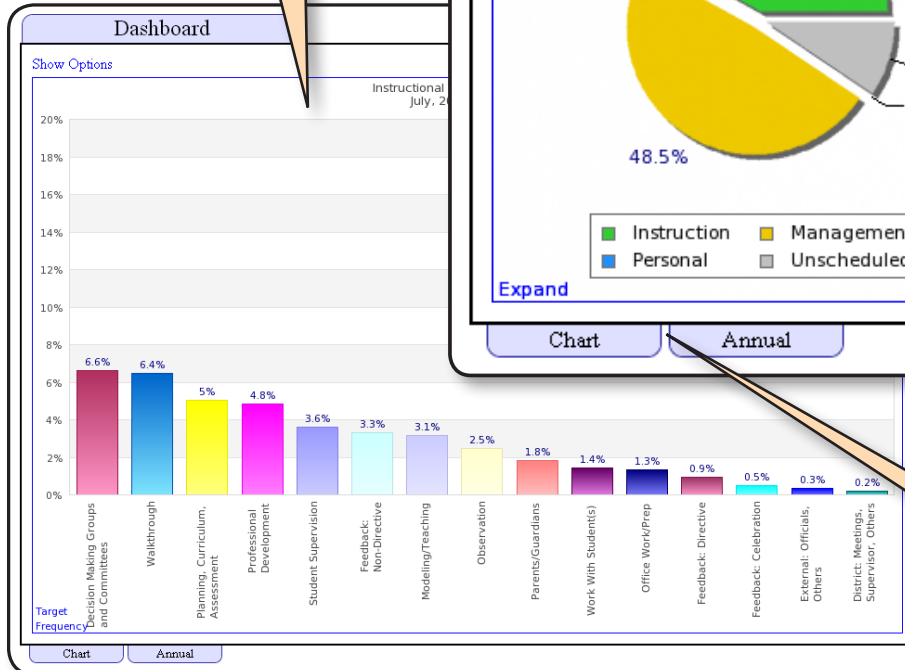 Dashboard
Show Options
Instructional
July, 20
20%
18%
16%
14%
12%
10%
8%
6%
4%
2%
0%
6.6%
6.4%
5%
4.8%
3.6%
3.3%
3.1%
2.5%
1.8%
1.4%
1.3%
0.9%
0.5%
0.3%
0.2%
Decision Making Groups
and Committees
Walkthrough
Planning, Curriculum,
Assessment
Professional
Development
Student Supervision
Feedback:
Non-Directive
Modeling/Teaching
Observation
Parents/Guardians
Work With Student(s)
Office Work/Prep
Feedback: Directive
Feedback: Celebration
External: Officials,
Others
District: Meetings,
Supervisor, Others
Target
Frequency
Chart
Annual
48.5%
Instruction
Managemen
Personal
Unscheduled
Expand
Chart
Annual